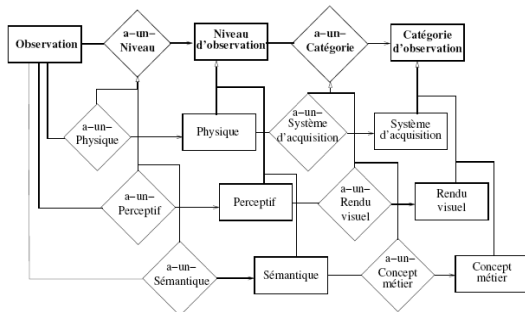 Observation
a–un–
Niveau
Niveau
d'observation
a–un–
Catégorie
Catégorie
d'observation
a–un–
Physique
Physique
a–un–
Système
d'acquisition
Système
d'acquisition
a–un–
Perceptif
Perceptif
a–un–
Rendu
visuel
Rendu
visuel
a–un–
Sémantique
Sémantique
a–un–
Concept
métier
Concept
métier